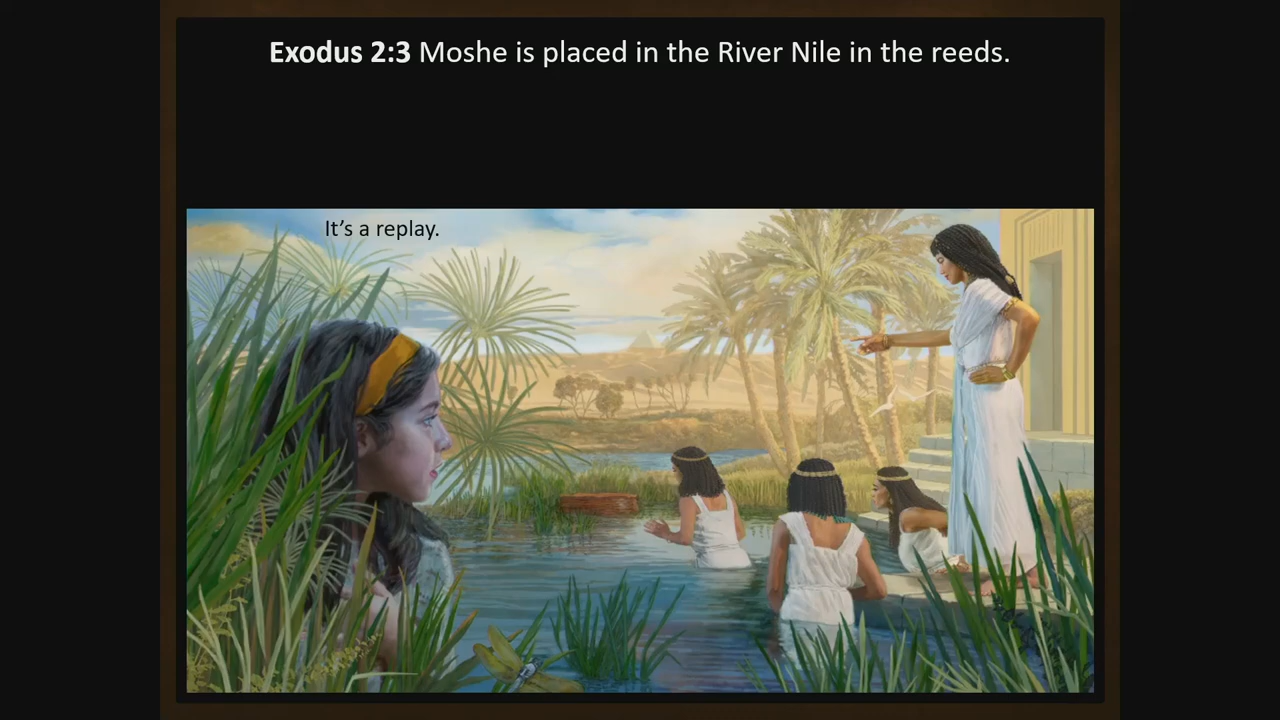 Exodus 2:3 Moshe is placed in the River Nile in the reeds.
It’s a replay.